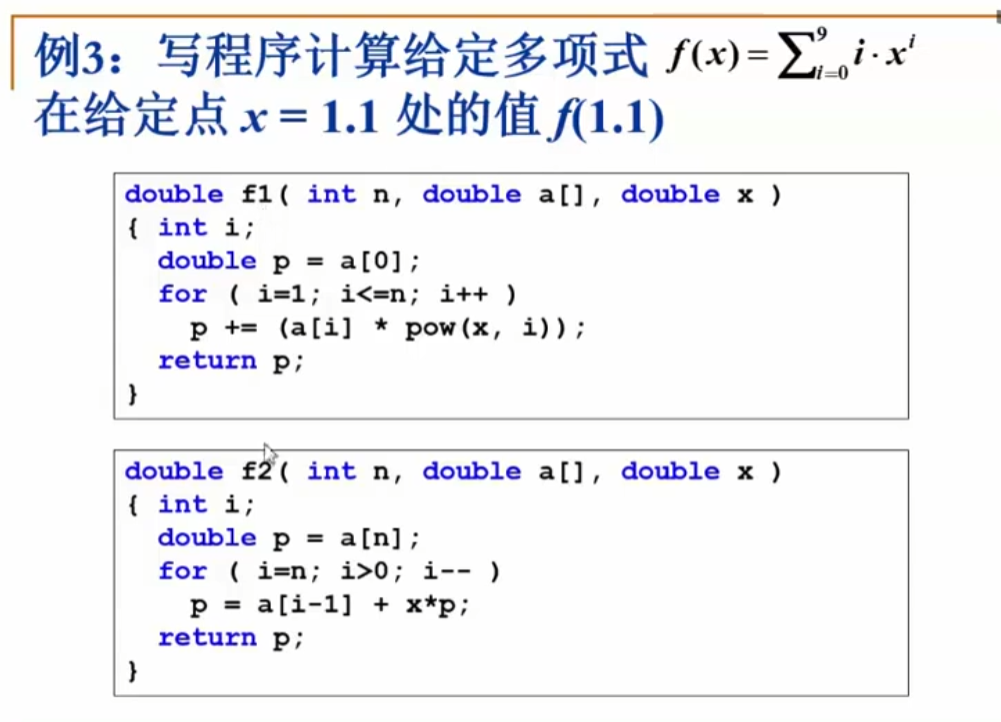 例3：写程序计算给定多项式 f(x) = ∑_{i=0}^{9} i · x^i
在给定点 x = 1.1 处的值 f(1.1)
double f1( int n, double a[], double x )
{ int i;
  double p = a[0];
  for ( i=1; i<=n; i++ )
    p += (a[i] * pow(x, i));
  return p;
}
double f2( int n, double a[], double x )
{ int i;
  double p = a[n];
  for ( i=n; i>0; i-- )
    p = a[i-1] + x*p;
  return p;
}